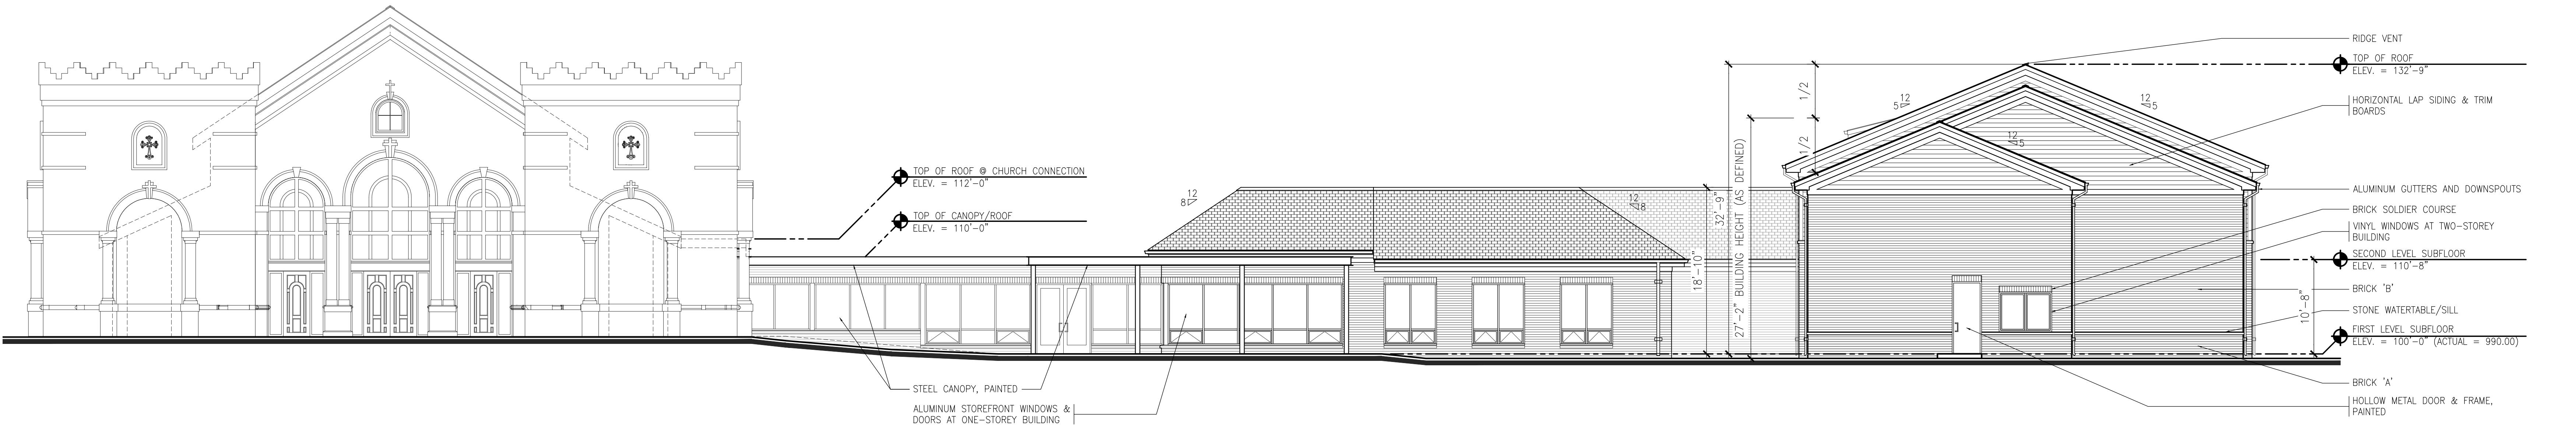 12
8
TOP OF ROOF @ CHURCH CONNECTION
ELEV. = 112'-0"
TOP OF CANOPY/ROOF
ELEV. = 110'-0"
STEEL CANOPY, PAINTED
ALUMINUM STOREFRONT WINDOWS &
DOORS AT ONE-STOREY BUILDING
12
18
18'-10"
32'-9"
27'-2" BUILDING HEIGHT (AS DEFINED)
1/2
1/2
12
5
12
5
12
5
10'-8"
RIDGE VENT
TOP OF ROOF
ELEV. = 132'-9"
HORIZONTAL LAP SIDING & TRIM
BOARDS
ALUMINUM GUTTERS AND DOWNSPOUTS
BRICK SOLDIER COURSE
VINYL WINDOWS AT TWO-STOREY
BUILDING
SECOND LEVEL SUBFLOOR
ELEV. = 110'-8"
BRICK 'B'
STONE WATERTABLE/SILL
FIRST LEVEL SUBFLOOR
ELEV. = 100'-0" (ACTUAL = 990.00)
BRICK 'A'
HOLLOW METAL DOOR & FRAME,
PAINTED